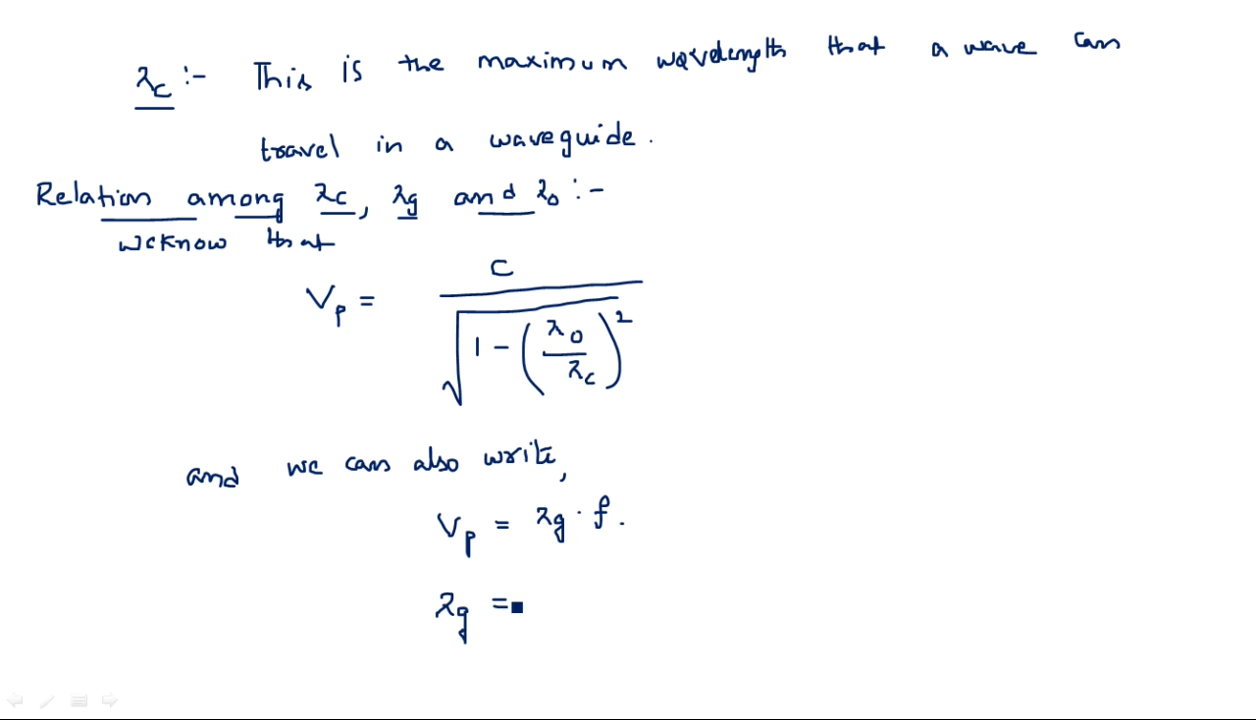 λc :- This is the maximum wavelength that a wave can
travel in a waveguide.
Relation among λc, λg and λ0 :-
we know that
Vp = c / √(1 - (λ0/λc)²)
and we can also write,
Vp = λg · f.
λg =